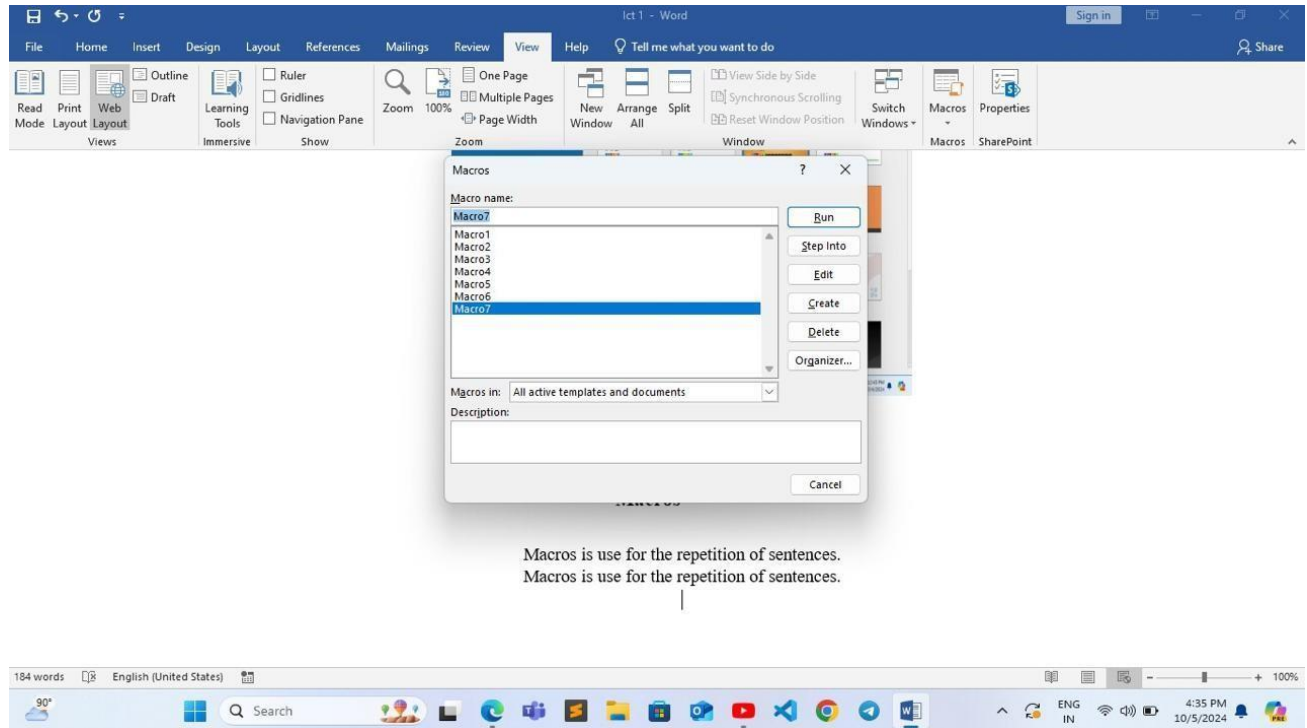 Ict 1 - Word
Sign in
File Home Insert Design Layout References Mailings Review View Help Tell me what you want to do Share
Read Mode
Print Layout
Web Layout
Outline
Draft
Views
Learning Tools
Immersive
Ruler
Gridlines
Navigation Pane
Show
Zoom
100%
One Page
Multiple Pages
Page Width
Zoom
New Window
Arrange All
Split
View Side by Side
Synchronous Scrolling
Reset Window Position
Switch Windows
Window
Macros
Macros
Properties
SharePoint
Macros ? X
Macro name:
Macro7
Macro1
Macro2
Macro3
Macro4
Macro5
Macro6
Macro7
Run
Step Into
Edit
Create
Delete
Organizer...
Macros in: All active templates and documents
Description:
Cancel
Macros
Macros is use for the repetition of sentences.
Macros is use for the repetition of sentences.
184 words English (United States) - + 100%
90°
Search
ENG
IN
4:35 PM
10/5/2024
PRE